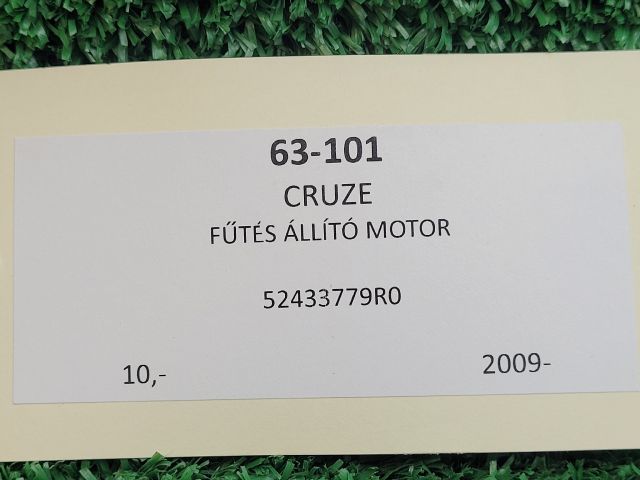 63-101
CRUZE
FŰTÉS ÁLLÍTÓ MOTOR
52433779R0
10,-
2009-